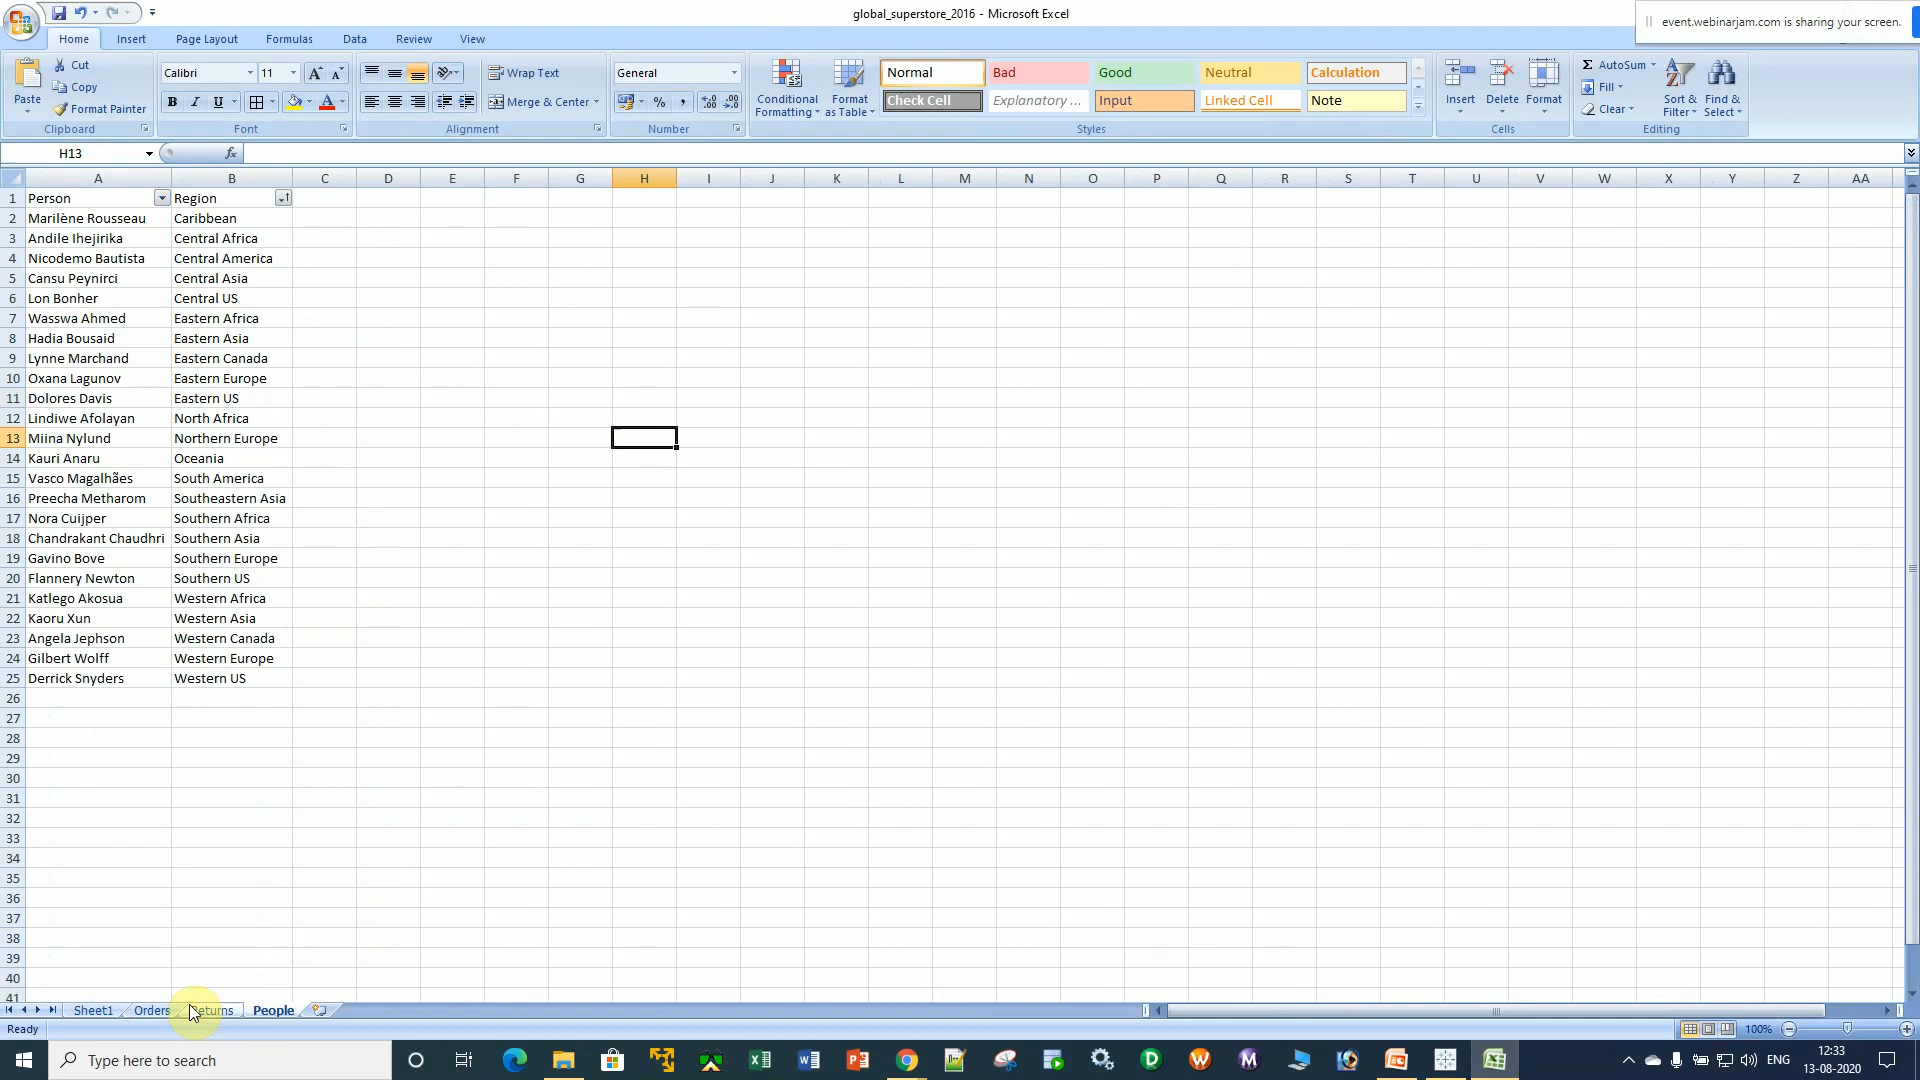 global_superstore_2016 - Microsoft Excel
event.webinarjam.com is sharing your screen.
Home Insert Page Layout Formulas Data Review View
Paste
Cut
Copy
Format Painter
Clipboard
Calibri 11
B I U
Font
Wrap Text
Merge & Center
Alignment
General
Number
Conditional Formatting
Format as Table
Normal Bad Good Neutral Calculation
Check Cell Explanatory ... Input Linked Cell Note
Styles
Insert Delete Format
Cells
AutoSum
Fill
Clear
Sort & Filter
Find & Select
Editing
H13 fx
A B C D E F G H I J K L M N O P Q R S T U V W X Y Z AA
1 Person Region
2 Marilène Rousseau Caribbean
3 Andile Ihejirika Central Africa
4 Nicodemo Bautista Central America
5 Cansu Peynirci Central Asia
6 Lon Bonher Central US
7 Wasswa Ahmed Eastern Africa
8 Hadia Bousaid Eastern Asia
9 Lynne Marchand Eastern Canada
10 Oxana Lagunov Eastern Europe
11 Dolores Davis Eastern US
12 Lindiwe Afolayan North Africa
13 Miina Nylund Northern Europe
14 Kauri Anaru Oceania
15 Vasco Magalhães South America
16 Preecha Metharom Southeastern Asia
17 Nora Cuijper Southern Africa
18 Chandrakant Chaudhri Southern Asia
19 Gavino Bove Southern Europe
20 Flannery Newton Southern US
21 Katlego Akosua Western Africa
22 Kaoru Xun Western Asia
23 Angela Jephson Western Canada
24 Gilbert Wolff Western Europe
25 Derrick Snyders Western US
26
27
28
29
30
31
32
33
34
35
36
37
38
39
40
41
Sheet1 Orders People
Ready 100%
Type here to search
ENG
12:33
13-08-2020